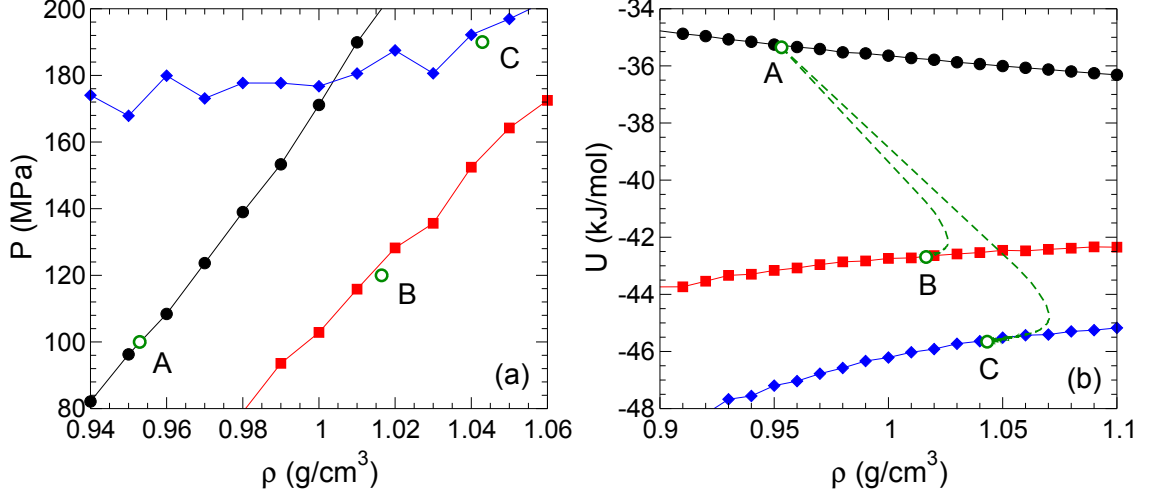 200
180
160
140
120
100
80
P (MPa)
0.94 0.96 0.98 1 1.02 1.04 1.06
ρ (g/cm³)
A
B
C
(a)
-34
-36
-38
-40
-42
-44
-46
-48
U (kJ/mol)
0.9 0.95 1 1.05 1.1
ρ (g/cm³)
A
B
C
(b)